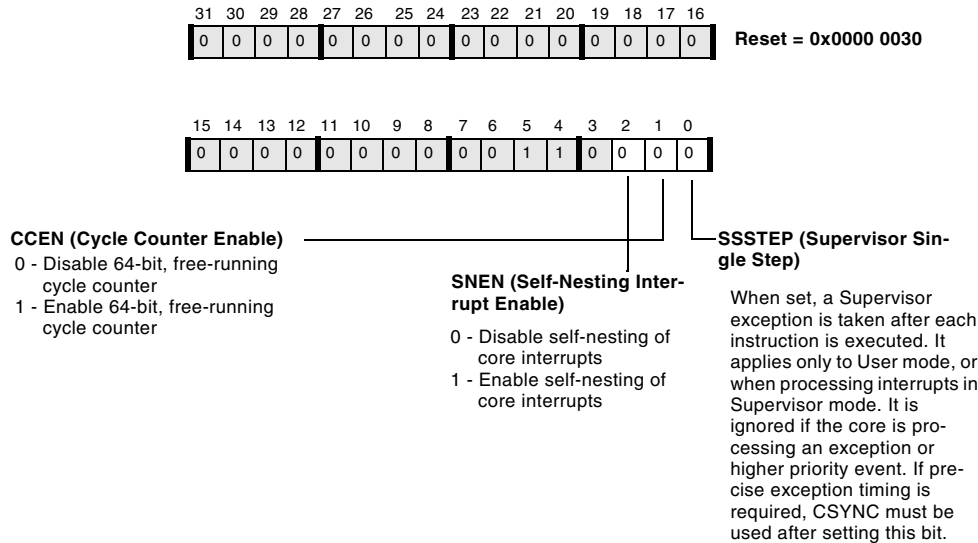 31 30 29 28 27 26 25 24 23 22 21 20 19 18 17 16
0 0 0 0 0 0 0 0 0 0 0 0 0 0 0 0
Reset = 0x0000 0030
15 14 13 12 11 10 9 8 7 6 5 4 3 2 1 0
0 0 0 0 0 0 0 0 0 0 1 1 0 0 0 0
CCEN (Cycle Counter Enable)
0 - Disable 64-bit, free-running
cycle counter
1 - Enable 64-bit, free-running
cycle counter
SNEN (Self-Nesting Inter-
rupt Enable)
0 - Disable self-nesting of
core interrupts
1 - Enable self-nesting of
core interrupts
SSSTEP (Supervisor Sin-
gle Step)
When set, a Supervisor
exception is taken after each
instruction is executed. It
applies only to User mode, or
when processing interrupts in
Supervisor mode. It is
ignored if the core is pro-
cessing an exception or
higher priority event. If pre-
cise exception timing is
required, CSYNC must be
used after setting this bit.